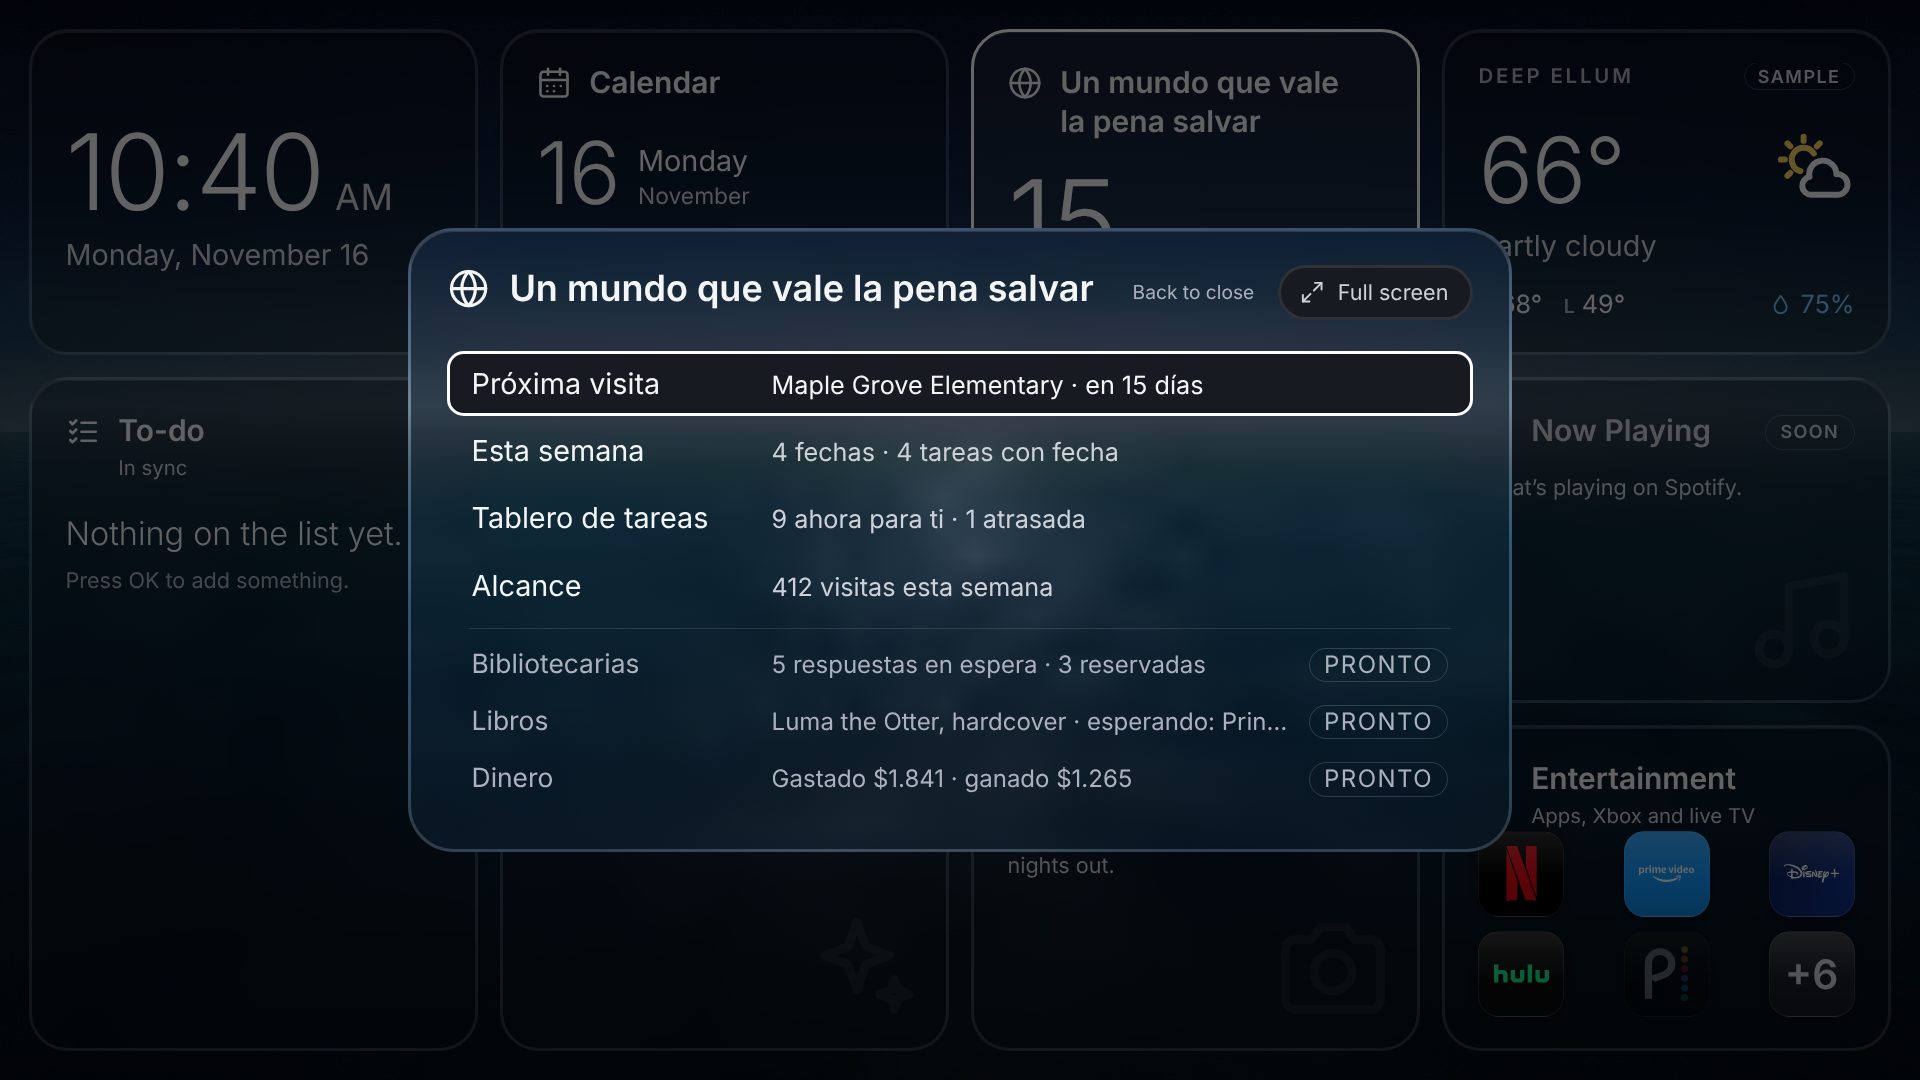 10:40 AM
Monday, November 16
Calendar
16
Monday
November
Un mundo que vale
la pena salvar
15
DEEP ELLUM
SAMPLE
66°
artly cloudy
68° L 49°
75%
Un mundo que vale la pena salvar
Back to close
Full screen
Próxima visita
Maple Grove Elementary · en 15 días
Esta semana
4 fechas · 4 tareas con fecha
Tablero de tareas
9 ahora para ti · 1 atrasada
Alcance
412 visitas esta semana
Bibliotecarias
5 respuestas en espera · 3 reservadas
PRONTO
Libros
Luma the Otter, hardcover · esperando: Prin...
PRONTO
Dinero
Gastado $1.841 · ganado $1.265
PRONTO
To-do
In sync
Nothing on the list yet.
Press OK to add something.
Now Playing
SOON
at's playing on Spotify.
nights out.
Entertainment
Apps, Xbox and live TV
N
prime video
Disney+
hulu
P
+6